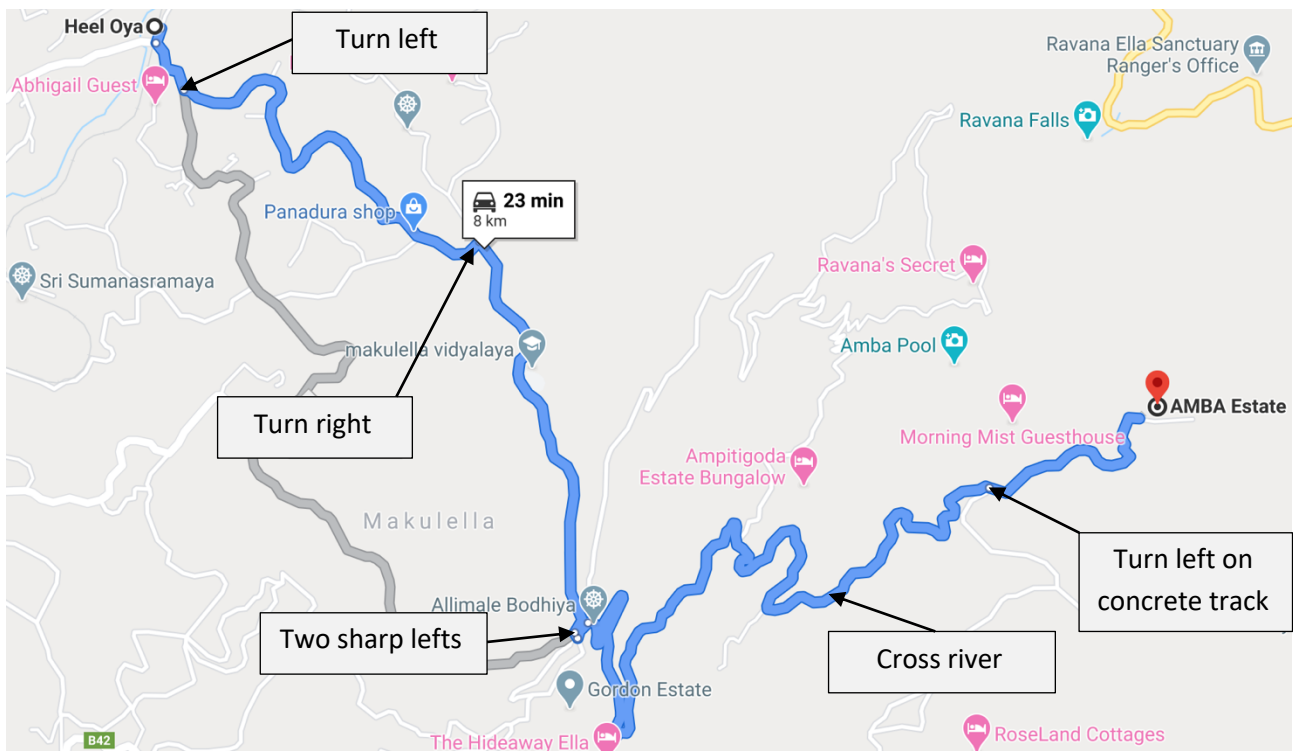 Heel Oya
Turn left
Abhigail Guest
Ravana Ella Sanctuary
Ranger's Office
Ravana Falls
23 min
8 km
Panadura shop
Sri Sumanasramaya
Ravana's Secret
makulella vidyalaya
Amba Pool
Turn right
AMBA Estate
Morning Mist Guesthouse
Ampitigoda
Estate Bungalow
Makulella
Turn left on
concrete track
Allimale Bodhiya
Two sharp lefts
Cross river
Gordon Estate
B42
The Hideaway Ella
RoseLand Cottages